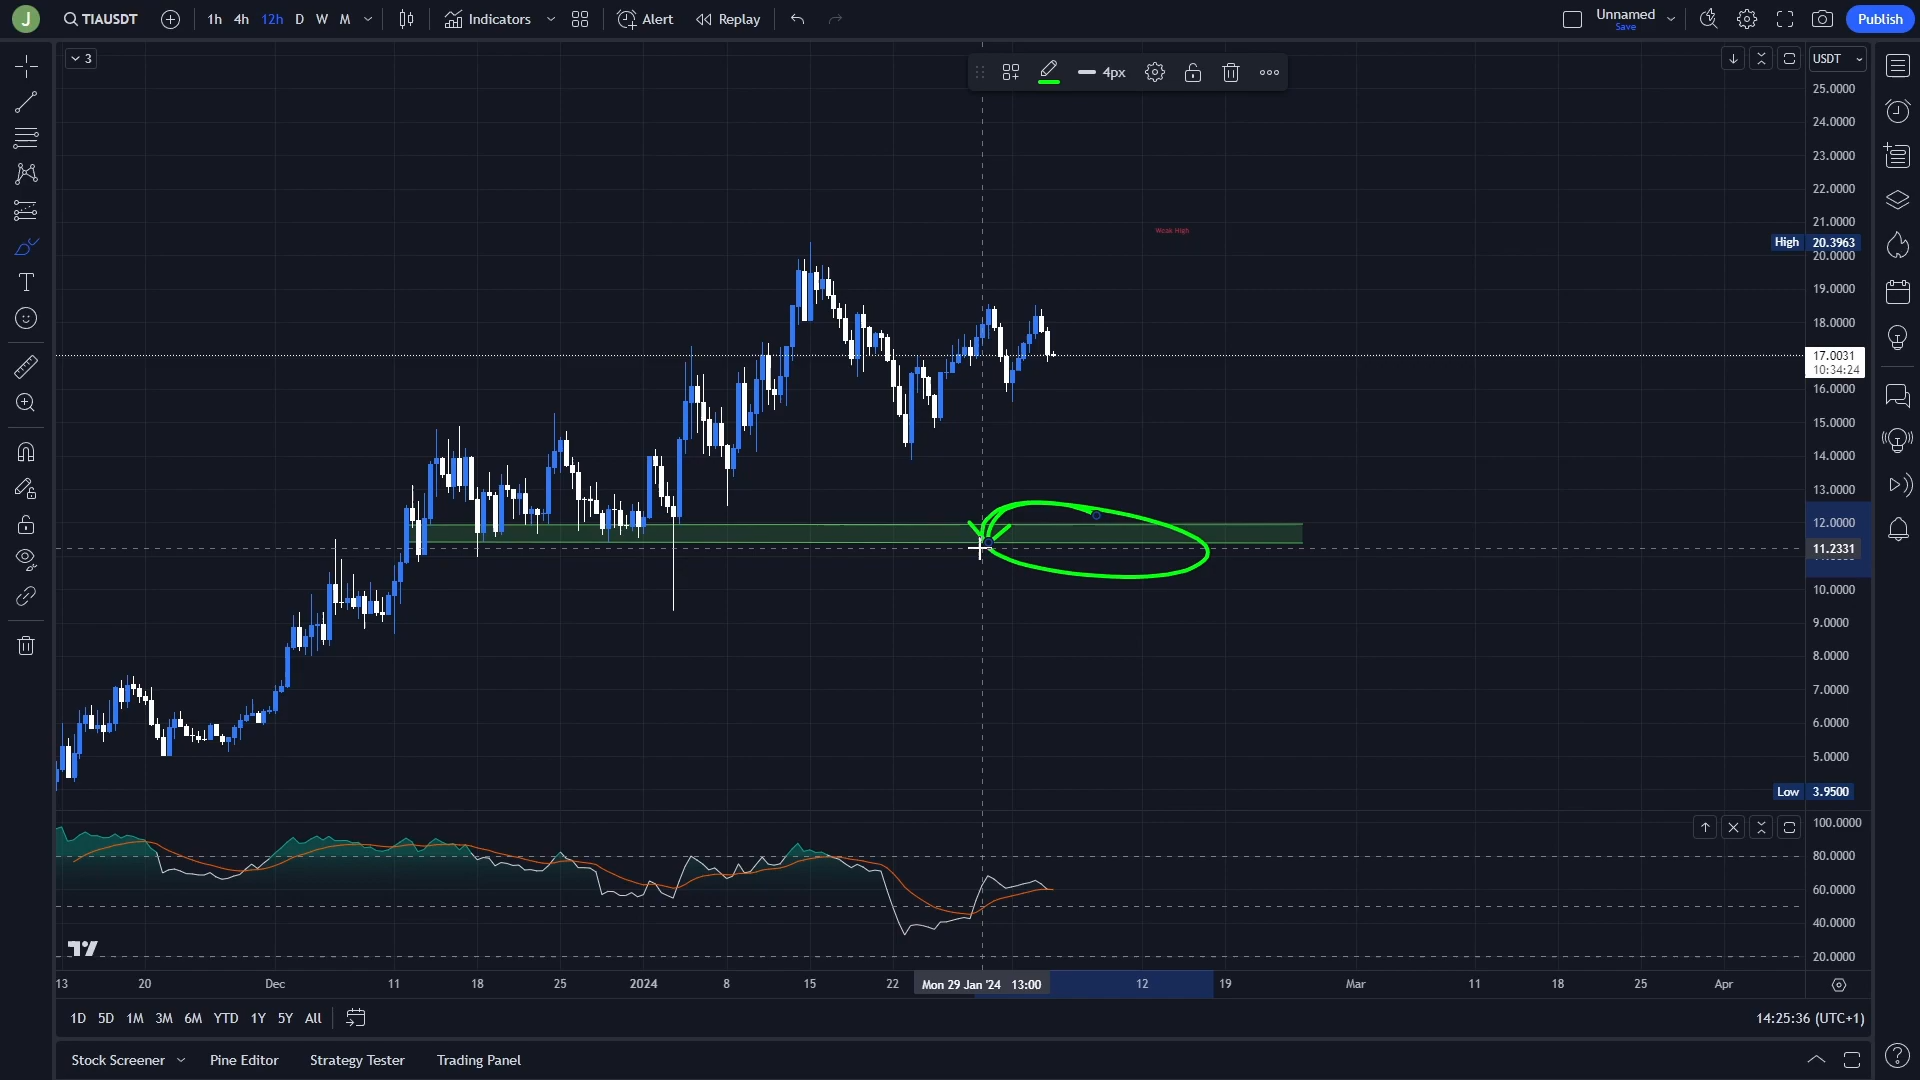 J
TIAUSDT
1h 4h 12h D W M
Indicators
Alert
Replay
Unnamed
Save
Publish
3
4px
USDT
25.0000
24.0000
23.0000
22.0000
21.0000
Weak High
High 20.3963
20.0000
19.0000
18.0000
17.0031
10:34:24
16.0000
15.0000
14.0000
13.0000
12.0000
11.2331
10.0000
9.0000
8.0000
7.0000
6.0000
5.0000
Low 3.9500
100.0000
80.0000
60.0000
40.0000
20.0000
13 20 Dec 11 18 25 2024 8 15 22 Mon 29 Jan '24 13:00 12 19 Mar 11 18 25 Apr
1D 5D 1M 3M 6M YTD 1Y 5Y All
14:25:36 (UTC+1)
Stock Screener Pine Editor Strategy Tester Trading Panel